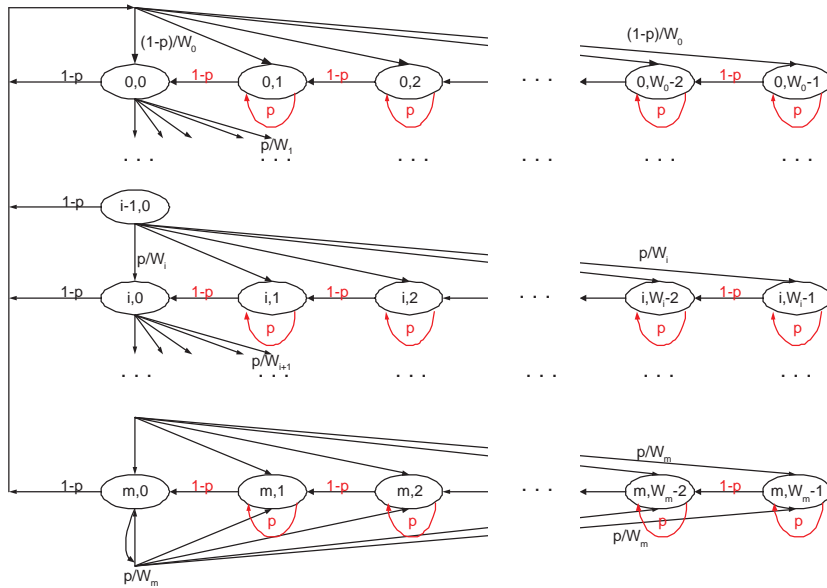 (1-p)/W0 (1-p)/W0
1-p 0,0 1-p 0,1 1-p 0,2 . . . 0,W0-2 1-p 0,W0-1
p p p p
p/W1
. . . . . . . . . . . . . . . . . .
1-p i-1,0
p/Wi p/Wi
1-p i,0 1-p i,1 1-p i,2 . . . i,Wi-2 1-p i,Wi-1
p p p p
p/Wi+1
. . . . . . . . . . . . . . . . . .
p/Wm
1-p m,0 1-p m,1 1-p m,2 . . . m,Wm-2 1-p m,Wm-1
p p p p
p/Wm
p/Wm